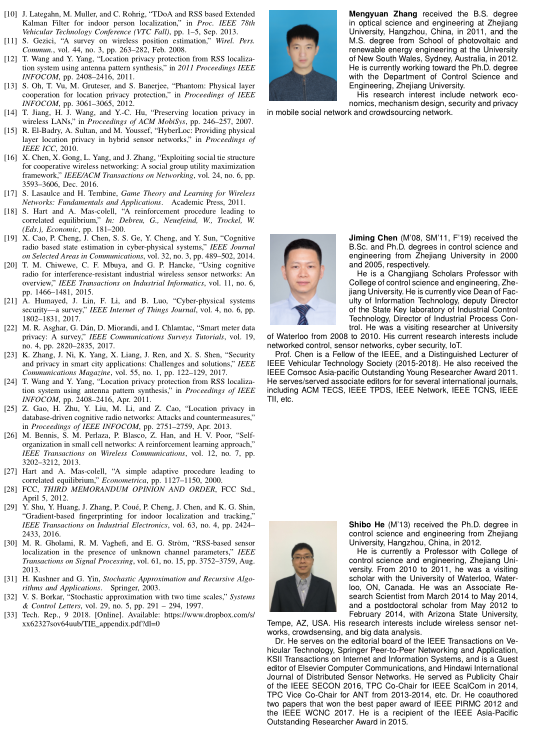 [10] J. Lategahn, M. Muller, and C. Rohrig, “TDoA and RSS based Extended
Kalman Filter for indoor person localization,” in Proc. IEEE 78th
Vehicular Technology Conference (VTC Fall), pp. 1–5, Sep. 2013.
[11] S. Gezici, “A survey on wireless position estimation,” Wirel. Pers.
Commun., vol. 44, no. 3, pp. 263–282, Feb. 2008.
[12] T. Wang and Y. Yang, “Location privacy protection from RSS localiza-
tion system using antenna pattern synthesis,” in 2011 Proceedings IEEE
INFOCOM, pp. 2408–2416, 2011.
[13] S. Oh, T. Vu, M. Gruteser, and S. Banerjee, “Phantom: Physical layer
cooperation for location privacy protection,” in Proceedings of IEEE
INFOCOM, pp. 3061–3065, 2012.
[14] T. Jiang, H. J. Wang, and Y.-C. Hu, “Preserving location privacy in
wireless LANs,” in Proceedings of ACM MobiSys, pp. 246–257, 2007.
[15] R. El-Badry, A. Sultan, and M. Youssef, “HyberLoc: Providing physical
layer location privacy in hybrid sensor networks,” in Proceedings of
IEEE ICC, 2010.
[16] X. Chen, X. Gong, L. Yang, and J. Zhang, “Exploiting social tie structure
for cooperative wireless networking: A social group utility maximization
framework,” IEEE/ACM Transactions on Networking, vol. 24, no. 6, pp.
3593–3606, Dec. 2016.
[17] S. Lasaulce and H. Tembine, Game Theory and Learning for Wireless
Networks: Fundamentals and Applications. Academic Press, 2011.
[18] S. Hart and A. Mas-colell, “A reinforcement procedure leading to
correlated equilibrium,” In: Debreu, G., Neuefeind, W., Trockel, W.
(Eds.), Economic, pp. 181–200.
[19] X. Cao, P. Cheng, J. Chen, S. S. Ge, Y. Cheng, and Y. Sun, “Cognitive
radio based state estimation in cyber-physical systems,” IEEE Journal
on Selected Areas in Communications, vol. 32, no. 3, pp. 489–502, 2014.
[20] T. M. Chiwewe, C. F. Mbuya, and G. P. Hancke, “Using cognitive
radio for interference-resistant industrial wireless sensor networks: An
overview,” IEEE Transactions on Industrial Informatics, vol. 11, no. 6,
pp. 1466–1481, 2015.
[21] A. Humayed, J. Lin, F. Li, and B. Luo, “Cyber-physical systems
security—a survey,” IEEE Internet of Things Journal, vol. 4, no. 6, pp.
1802–1831, 2017.
[22] M. R. Asghar, G. Dán, D. Miorandi, and I. Chlamtac, “Smart meter data
privacy: A survey,” IEEE Communications Surveys Tutorials, vol. 19,
no. 4, pp. 2820–2835, 2017.
[23] K. Zhang, J. Ni, K. Yang, X. Liang, J. Ren, and X. S. Shen, “Security
and privacy in smart city applications: Challenges and solutions,” IEEE
Communications Magazine, vol. 55, no. 1, pp. 122–129, 2017.
[24] T. Wang and Y. Yang, “Location privacy protection from RSS localiza-
tion system using antenna pattern synthesis,” in Proceedings of IEEE
INFOCOM, pp. 2408–2416, Apr. 2011.
[25] Z. Gao, H. Zhu, Y. Liu, M. Li, and Z. Cao, “Location privacy in
database-driven cognitive radio networks: Attacks and countermeasures,”
in Proceedings of IEEE INFOCOM, pp. 2751–2759, Apr. 2013.
[26] M. Bennis, S. M. Perlaza, P. Blasco, Z. Han, and H. V. Poor, “Self-
organization in small cell networks: A reinforcement learning approach,”
IEEE Transactions on Wireless Communications, vol. 12, no. 7, pp.
3202–3212, 2013.
[27] Hart and A. Mas-colell, “A simple adaptive procedure leading to
correlated equilibrium,” Econometrica, pp. 1127–1150, 2000.
[28] FCC, THIRD MEMORANDUM OPINION AND ORDER, FCC Std.,
April 5, 2012.
[29] Y. Shu, Y. Huang, J. Zhang, P. Coué, P. Cheng, J. Chen, and K. G. Shin,
“Gradient-based fingerprinting for indoor localization and tracking,”
IEEE Transactions on Industrial Electronics, vol. 63, no. 4, pp. 2424–
2433, 2016.
[30] M. R. Gholami, R. M. Vaghefi, and E. G. Ström, “RSS-based sensor
localization in the presence of unknown channel parameters,” IEEE
Transactions on Signal Processing, vol. 61, no. 15, pp. 3752–3759, Aug.
2013.
[31] H. Kushner and G. Yin, Stochastic Approximation and Recursive Algo-
rithms and Applications. Springer, 2003.
[32] V. S. Borkar, “Stochastic approximation with two time scales,” Systems
& Control Letters, vol. 29, no. 5, pp. 291 – 294, 1997.
[33] Tech. Rep., 9 2018. [Online]. Available: https://www.dropbox.com/s/
xx62327nov64uub/TIE_appendix.pdf?dl=0
Mengyuan Zhang received the B.S. degree
in optical science and engineering at Zhejiang
University, Hangzhou, China, in 2011, and the
M.S. degree from School of photovoltaic and
renewable energy engineering at the University
of New South Wales, Sydney, Australia, in 2012.
He is currently working toward the Ph.D. degree
with the Department of Control Science and
Engineering, Zhejiang University.
His research interest include network eco-
nomics, mechanism design, security and privacy
in mobile social network and crowdsourcing network.
Jiming Chen (M’08, SM’11, F’19) received the
B.Sc. and Ph.D. degrees in control science and
engineering from Zhejiang University in 2000
and 2005, respectively.
He is a Changjiang Scholars Professor with
College of control science and engineering, Zhe-
jiang University. He is currently vice Dean of Fac-
ulty of Information Technology, deputy Director
of the State Key laboratory of Industrial Control
Technology, Director of Industrial Process Con-
trol. He was a visiting researcher at University
of Waterloo from 2008 to 2010. His current research interests include
networked control, sensor networks, cyber security, IoT.
Prof. Chen is a Fellow of the IEEE, and a Distinguished Lecturer of
IEEE Vehicular Technology Society (2015-2018). He also received the
IEEE Comsoc Asia-pacific Outstanding Young Researcher Award 2011.
He serves/served associate editors for for several international journals,
including ACM TECS, IEEE TPDS, IEEE Network, IEEE TCNS, IEEE
TII, etc.
Shibo He (M’13) received the Ph.D. degree in
control science and engineering from Zhejiang
University, Hangzhou, China, in 2012.
He is currently a Professor with College of
control science and engineering, Zhejiang Uni-
versity. From 2010 to 2011, he was a visiting
scholar with the University of Waterloo, Water-
loo, ON, Canada. He was an Associate Re-
search Scientist from March 2014 to May 2014,
and a postdoctoral scholar from May 2012 to
February 2014, with Arizona State University,
Tempe, AZ, USA. His research interests include wireless sensor net-
works, crowdsensing, and big data analysis.
Dr. He serves on the editorial board of the IEEE Transactions on Ve-
hicular Technology, Springer Peer-to-Peer Networking and Application,
KSII Transactions on Internet and Information Systems, and is a Guest
editor of Elsevier Computer Communications, and Hindawi International
Journal of Distributed Sensor Networks. He served as Publicity Chair
of the IEEE SECON 2016, TPC Co-Chair for IEEE ScalCom in 2014,
TPC Vice Co-Chair for ANT from 2013-2014, etc. Dr. He coauthored
two papers that won the best paper award of IEEE PIRMC 2012 and
the IEEE WCNC 2017. He is a recipient of the IEEE Asia-Pacific
Outstanding Researcher Award in 2015.